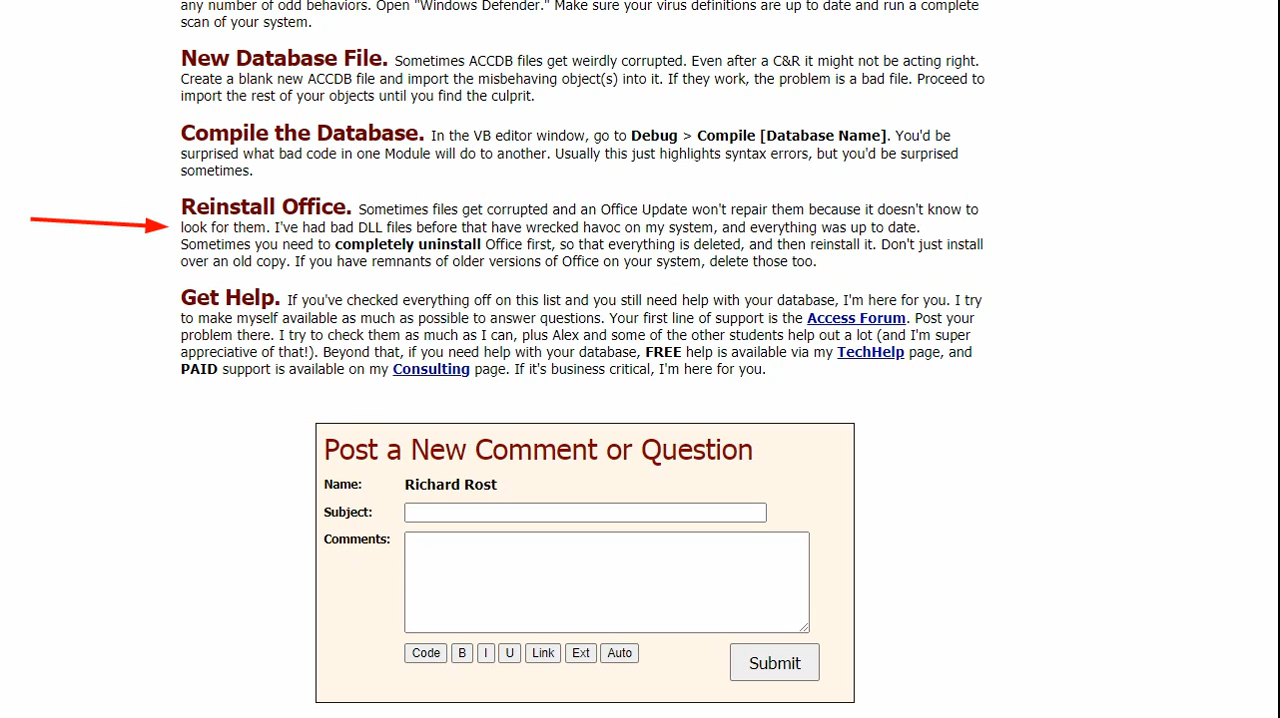 any number of odd behaviors. Open "Windows Defender." Make sure your virus definitions are up to date and run a complete
scan of your system.
New Database File. Sometimes ACCDB files get weirdly corrupted. Even after a C&R it might not be acting right.
Create a blank new ACCDB file and import the misbehaving object(s) into it. If they work, the problem is a bad file. Proceed to
import the rest of your objects until you find the culprit.
Compile the Database. In the VB editor window, go to Debug > Compile [Database Name]. You'd be
surprised what bad code in one Module will do to another. Usually this just highlights syntax errors, but you'd be surprised
sometimes.
Reinstall Office. Sometimes files get corrupted and an Office Update won't repair them because it doesn't know to
look for them. I've had bad DLL files before that have wrecked havoc on my system, and everything was up to date.
Sometimes you need to completely uninstall Office first, so that everything is deleted, and then reinstall it. Don't just install
over an old copy. If you have remnants of older versions of Office on your system, delete those too.
Get Help. If you've checked everything off on this list and you still need help with your database, I'm here for you. I try
to make myself available as much as possible to answer questions. Your first line of support is the Access Forum. Post your
problem there. I try to check them as much as I can, plus Alex and some of the other students help out a lot (and I'm super
appreciative of that!). Beyond that, if you need help with your database, FREE help is available via my TechHelp page, and
PAID support is available on my Consulting page. If it's business critical, I'm here for you.
Post a New Comment or Question
Name: Richard Rost
Subject:
Comments:
Code B I U Link Ext Auto Submit